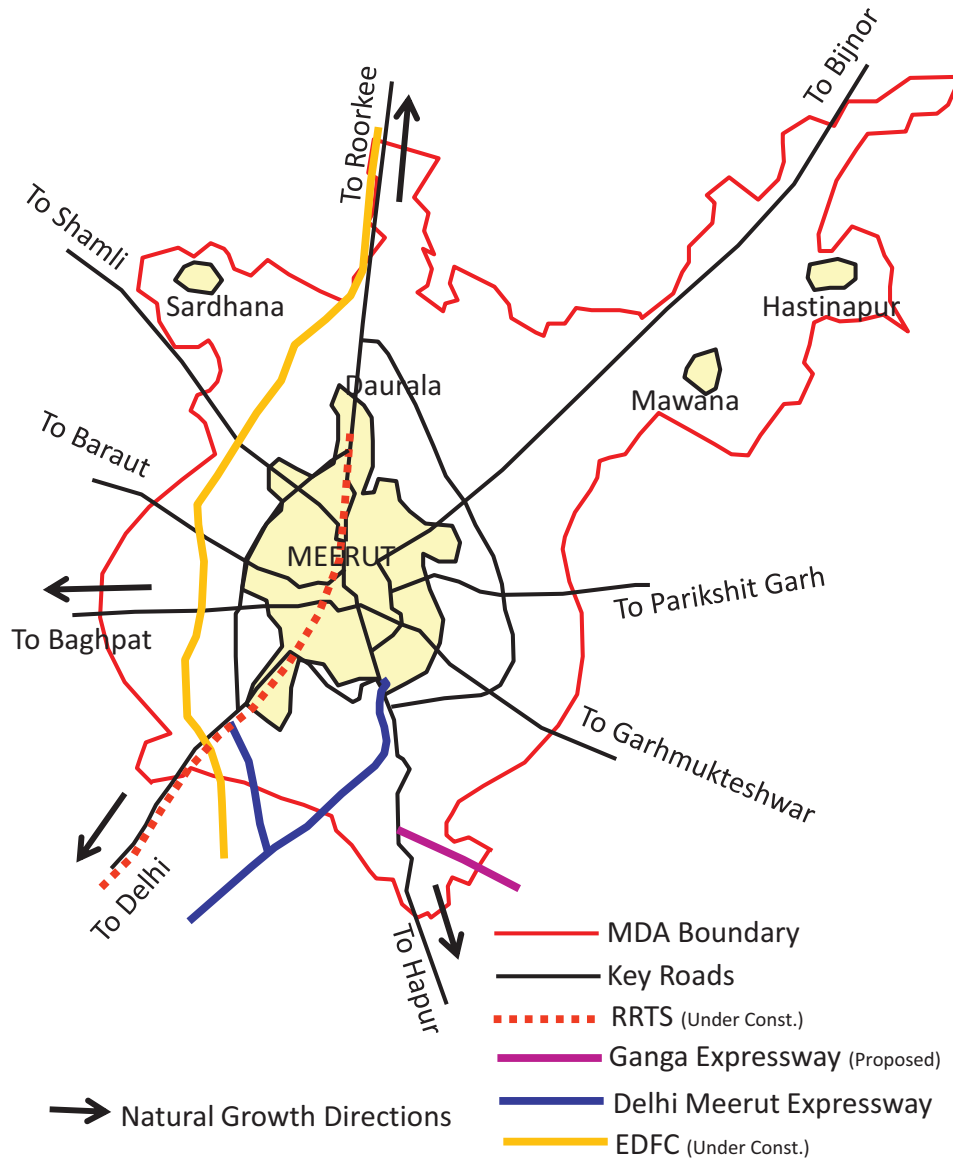 To Bijnor
To Roorkee
To Shamli
Sardhana
Hastinapur
Daurala
Mawana
To Baraut
MEERUT
To Parikshit Garh
To Baghpat
To Garhmukteshwar
To Delhi
To Hapur
MDA Boundary
Key Roads
RRTS (Under Const.)
Ganga Expressway (Proposed)
Delhi Meerut Expressway
EDFC (Under Const.)
Natural Growth Directions